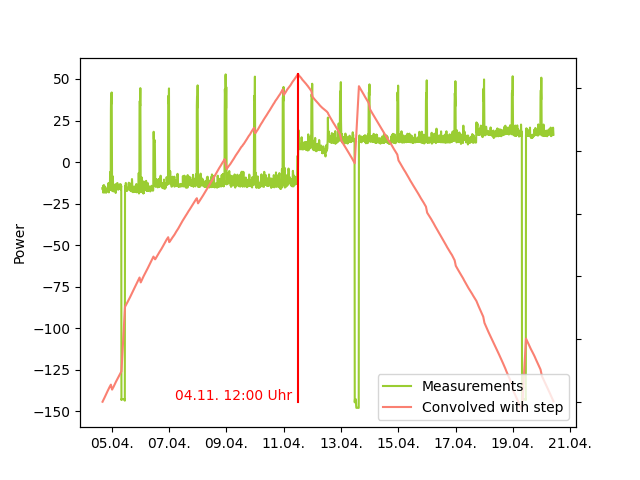 50
25
0
−25
−50
−75
−100
−125
−150
Power
04.11. 12:00 Uhr
Measurements
Convolved with step
05.04. 07.04. 09.04. 11.04. 13.04. 15.04. 17.04. 19.04. 21.04.